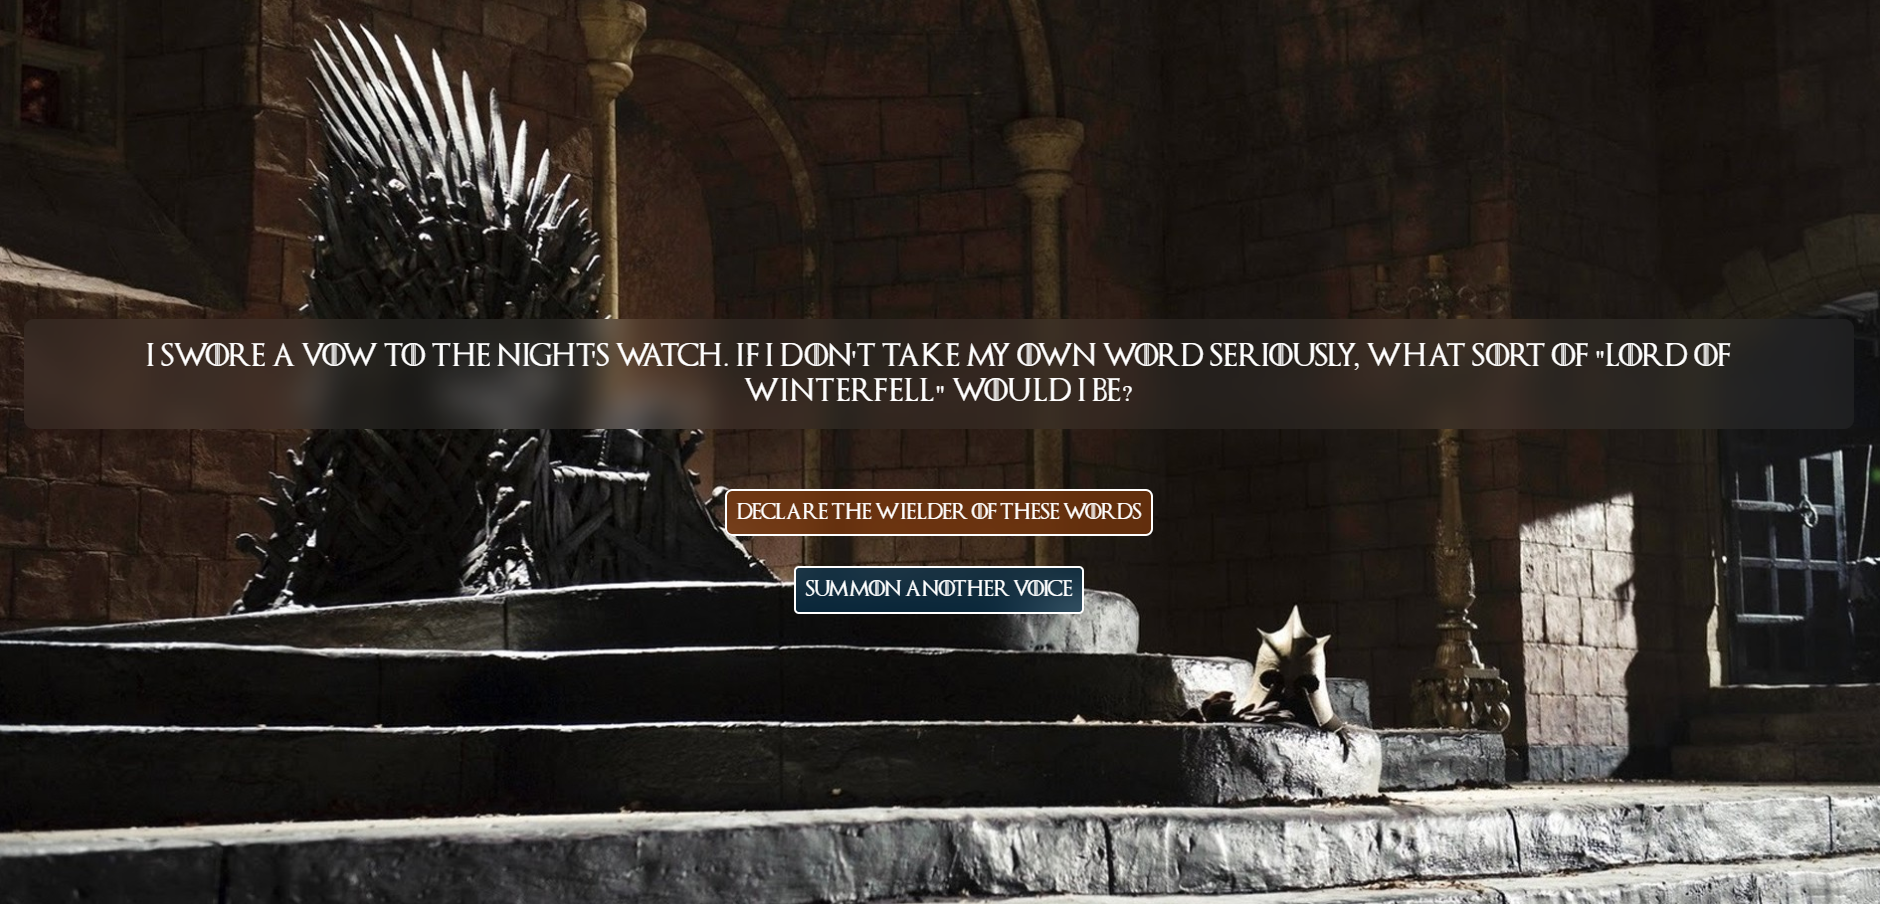 I SWORE A VOW TO THE NIGHT'S WATCH. IF I DON'T TAKE MY OWN WORD SERIOUSLY, WHAT SORT OF "LORD OF
WINTERFELL" WOULD I BE?
DECLARE THE WIELDER OF THESE WORDS
SUMMON ANOTHER VOICE